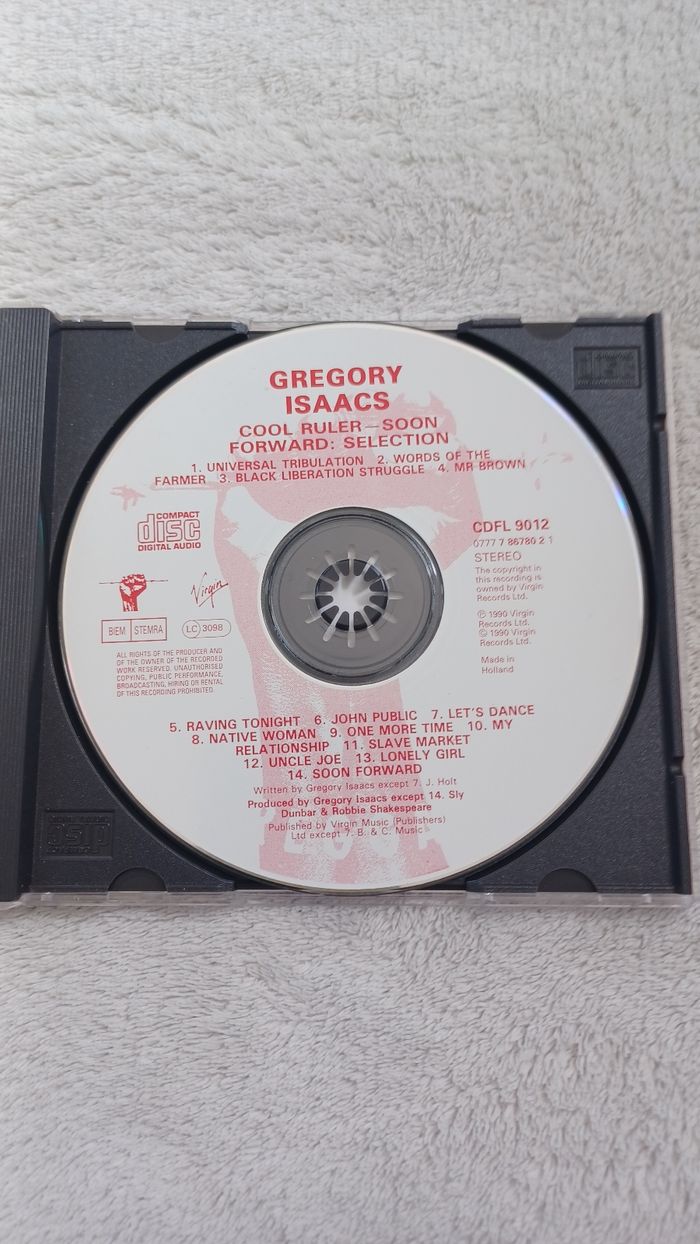 GREGORY
ISAACS
COOL RULER—SOON
FORWARD: SELECTION
1. UNIVERSAL TRIBULATION 2. WORDS OF THE
FARMER 3. BLACK LIBERATION STRUGGLE 4. MR BROWN
COMPACT
disc
DIGITAL AUDIO
CDFL 9012
0777 7 86780 2 1
STEREO
The copyright in
this recording is
owned by Virgin
Records Ltd.
℗ 1990 Virgin
Records Ltd.
© 1990 Virgin
Records Ltd.
Made in
Holland
Virgin
BIEM STEMRA
LC 3098
ALL RIGHTS OF THE PRODUCER AND
OF THE OWNER OF THE RECORDED
WORK RESERVED. UNAUTHORISED
COPYING, PUBLIC PERFORMANCE,
BROADCASTING, HIRING OR RENTAL
OF THIS RECORDING PROHIBITED.
5. RAVING TONIGHT 6. JOHN PUBLIC 7. LET'S DANCE
8. NATIVE WOMAN 9. ONE MORE TIME 10. MY
RELATIONSHIP 11. SLAVE MARKET
12. UNCLE JOE 13. LONELY GIRL
14. SOON FORWARD
Written by Gregory Isaacs except 7. J. Holt
Produced by Gregory Isaacs except 14. Sly
Dunbar & Robbie Shakespeare
Published by Virgin Music (Publishers)
Ltd except 7. B. & C. Music